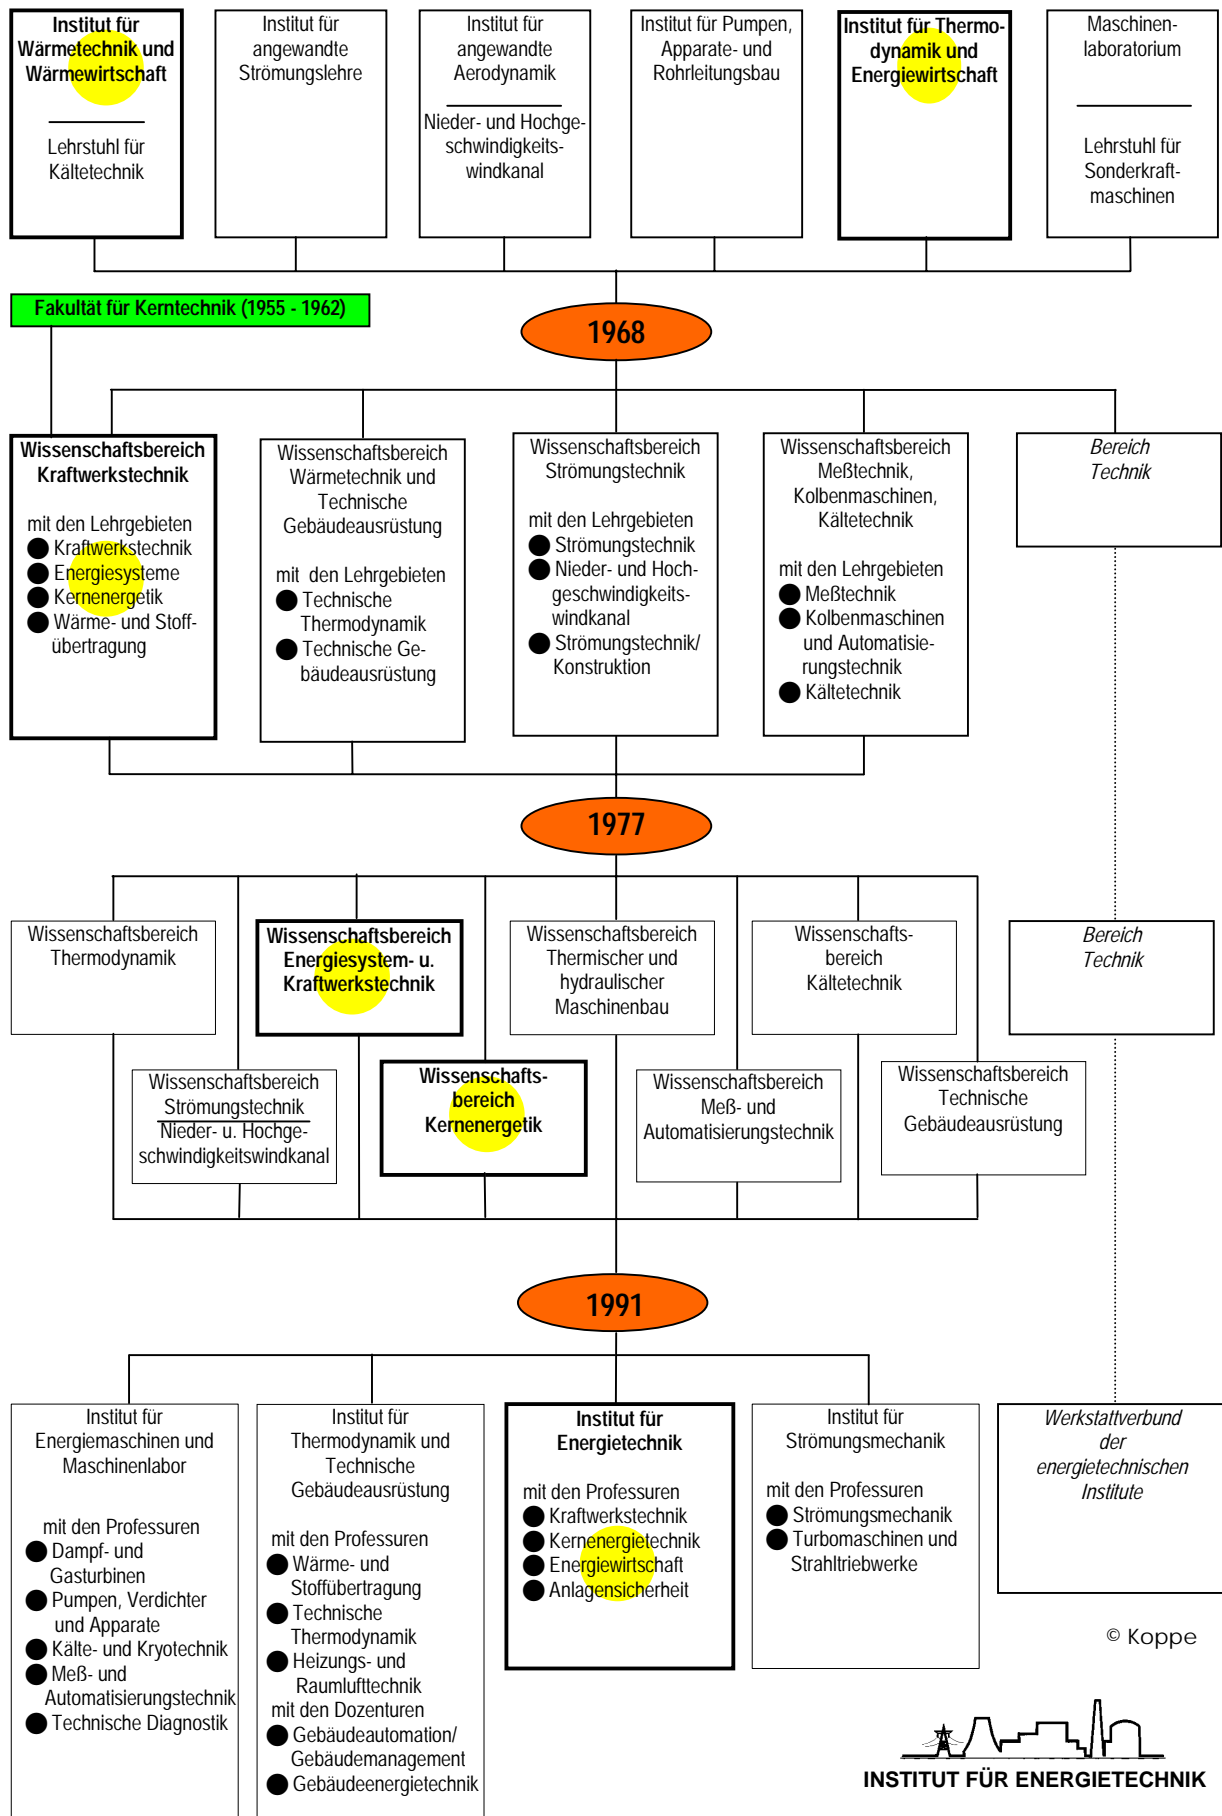 Institut für
Wärmetechnik und
Wärmewirtschaft
Lehrstuhl für
Kältetechnik
Institut für
angewandte
Strömungslehre
Institut für
angewandte
Aerodynamik
Nieder- und Hochge-
schwindigkeits-
windkanal
Institut für Pumpen,
Apparate- und
Rohrleitungsbau
Institut für Thermo-
dynamik und
Energiewirtschaft
Maschinen-
laboratorium
Lehrstuhl für
Sonderkraft-
maschinen
Fakultät für Kerntechnik (1955 - 1962)
1968
Wissenschaftsbereich
Kraftwerkstechnik
mit den Lehrgebieten
● Kraftwerkstechnik
● Energiesysteme
● Kernenergetik
● Wärme- und Stoff-
übertragung
Wissenschaftsbereich
Wärmetechnik und
Technische
Gebäudeausrüstung
mit den Lehrgebieten
● Technische
Thermodynamik
● Technische Ge-
bäudeausrüstung
Wissenschaftsbereich
Strömungstechnik
mit den Lehrgebieten
● Strömungstechnik
● Nieder- und Hoch-
geschwindigkeits-
windkanal
● Strömungstechnik/
Konstruktion
Wissenschaftsbereich
Meßtechnik,
Kolbenmaschinen,
Kältetechnik
mit den Lehrgebieten
● Meßtechnik
● Kolbenmaschinen
und Automatisie-
rungstechnik
● Kältetechnik
Bereich
Technik
1977
Wissenschaftsbereich
Thermodynamik
Wissenschaftsbereich
Energiesystem- u.
Kraftwerkstechnik
Wissenschaftsbereich
Thermischer und
hydraulischer
Maschinenbau
Wissenschafts-
bereich
Kältetechnik
Bereich
Technik
Wissenschaftsbereich
Strömungstechnik
Nieder- u. Hochge-
schwindigkeitswindkanal
Wissenschafts-
bereich
Kernenergetik
Wissenschaftsbereich
Meß- und
Automatisierungstechnik
Wissenschaftsbereich
Technische
Gebäudeausrüstung
1991
Institut für
Energiemaschinen und
Maschinenlabor
mit den Professuren
● Dampf- und
Gasturbinen
● Pumpen, Verdichter
und Apparate
● Kälte- und Kryotechnik
● Meß- und
Automatisierungstechnik
● Technische Diagnostik
Institut für
Thermodynamik und
Technische
Gebäudeausrüstung
mit den Professuren
● Wärme- und
Stoffübertragung
● Technische
Thermodynamik
● Heizungs- und
Raumlufttechnik
mit den Dozenturen
● Gebäudeautomation/
Gebäudemanagement
● Gebäudeenergietechnik
Institut für
Energietechnik
mit den Professuren
● Kraftwerkstechnik
● Kernenergietechnik
● Energiewirtschaft
● Anlagensicherheit
Institut für
Strömungsmechanik
mit den Professuren
● Strömungsmechanik
● Turbomaschinen und
Strahltriebwerke
Werkstattverbund
der
energietechnischen
Institute
© Koppe
INSTITUT FÜR ENERGIETECHNIK